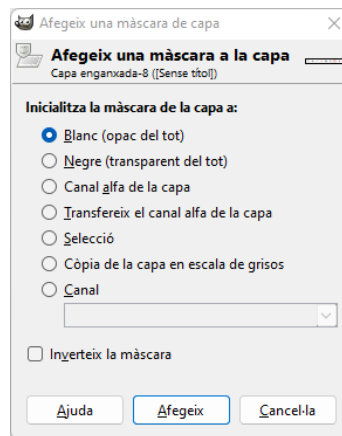 Afegeix una màscara de capa
Afegeix una màscara a la capa
Capa enganxada-8 ([Sense títol])
Inicialitza la màscara de la capa a:
Blanc (opac del tot)
Negre (transparent del tot)
Canal alfa de la capa
Transfereix el canal alfa de la capa
Selecció
Còpia de la capa en escala de grisos
Canal
Inverteix la màscara
Ajuda
Afegeix
Cancel·la